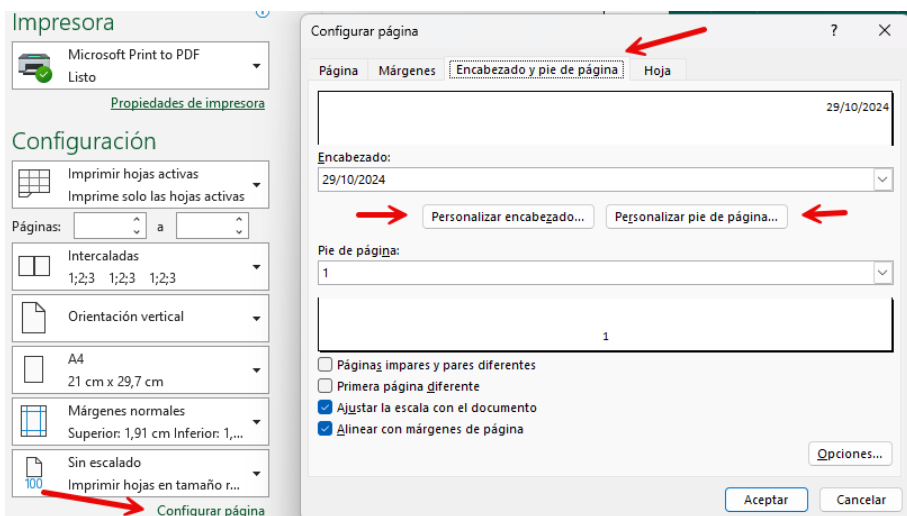 Impresora
Microsoft Print to PDF
Listo
Propiedades de impresora
Configuración
Imprimir hojas activas
Imprime solo las hojas activas
Páginas: a
Intercaladas
1;2;3 1;2;3 1;2;3
Orientación vertical
A4
21 cm x 29,7 cm
Márgenes normales
Superior: 1,91 cm Inferior: 1,...
Sin escalado
100
Imprimir hojas en tamaño r...
Configurar página
Configurar página ?
Página Márgenes Encabezado y pie de página Hoja
29/10/2024
Encabezado:
29/10/2024
Personalizar encabezado... Personalizar pie de página...
Pie de página:
1
1
Páginas impares y pares diferentes
Primera página diferente
Ajustar la escala con el documento
Alinear con márgenes de página
Opciones...
Aceptar Cancelar